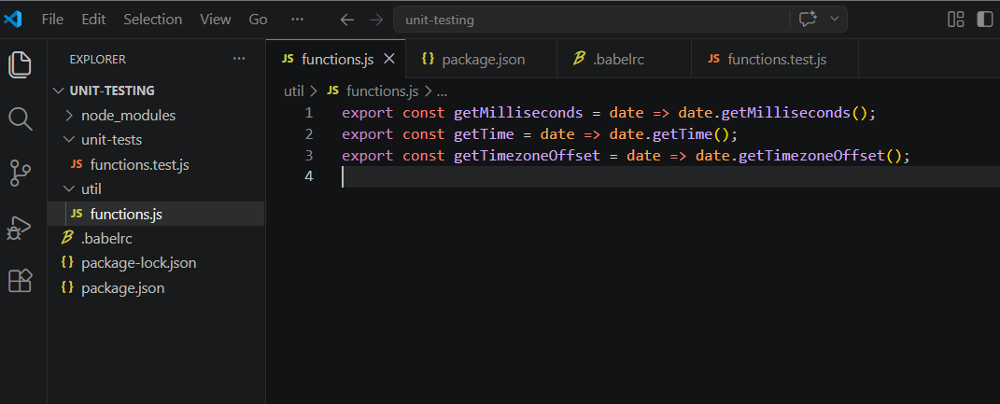 File Edit Selection View Go ··· unit-testing
EXPLORER ···
UNIT-TESTING
node_modules
unit-tests
JS functions.test.js
util
JS functions.js
.babelrc
{} package-lock.json
{} package.json
JS functions.js {} package.json .babelrc JS functions.test.js
util > JS functions.js > ...
1 export const getMilliseconds = date => date.getMilliseconds();
2 export const getTime = date => date.getTime();
3 export const getTimezoneOffset = date => date.getTimezoneOffset();
4